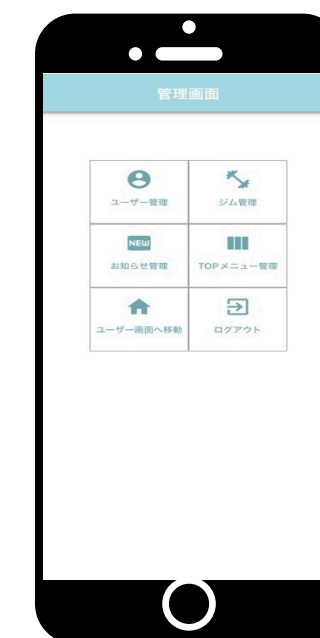 管理画面
ユーザー管理
ジム管理
NEW
お知らせ管理
TOPメニュー管理
ユーザー画面へ移動
ログアウト